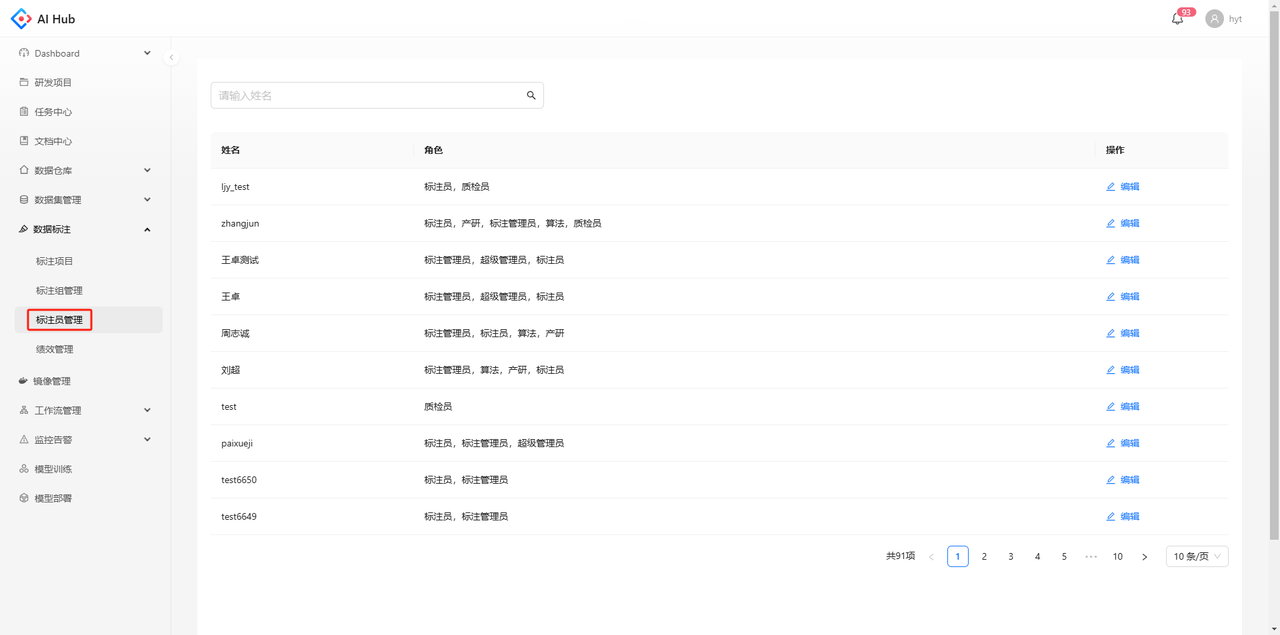 AI Hub
93
hyt
Dashboard
研发项目
任务中心
文档中心
数据仓库
数据集管理
数据标注
标注项目
标注组管理
标注员管理
绩效管理
镜像管理
工作流管理
监控告警
模型训练
模型部署
请输入姓名
姓名 角色 操作
ljy_test 标注员，质检员 编辑
zhangjun 标注员，产研，标注管理员，算法，质检员 编辑
王卓测试 标注管理员，超级管理员，标注员 编辑
王卓 标注管理员，超级管理员，标注员 编辑
周志诚 标注管理员，标注员，算法，产研 编辑
刘超 标注管理员，算法，产研，标注员 编辑
test 质检员 编辑
paixueji 标注员，标注管理员，超级管理员 编辑
test6650 标注员，标注管理员 编辑
test6649 标注员，标注管理员 编辑
共91项 1 2 3 4 5 ••• 10 10 条/页